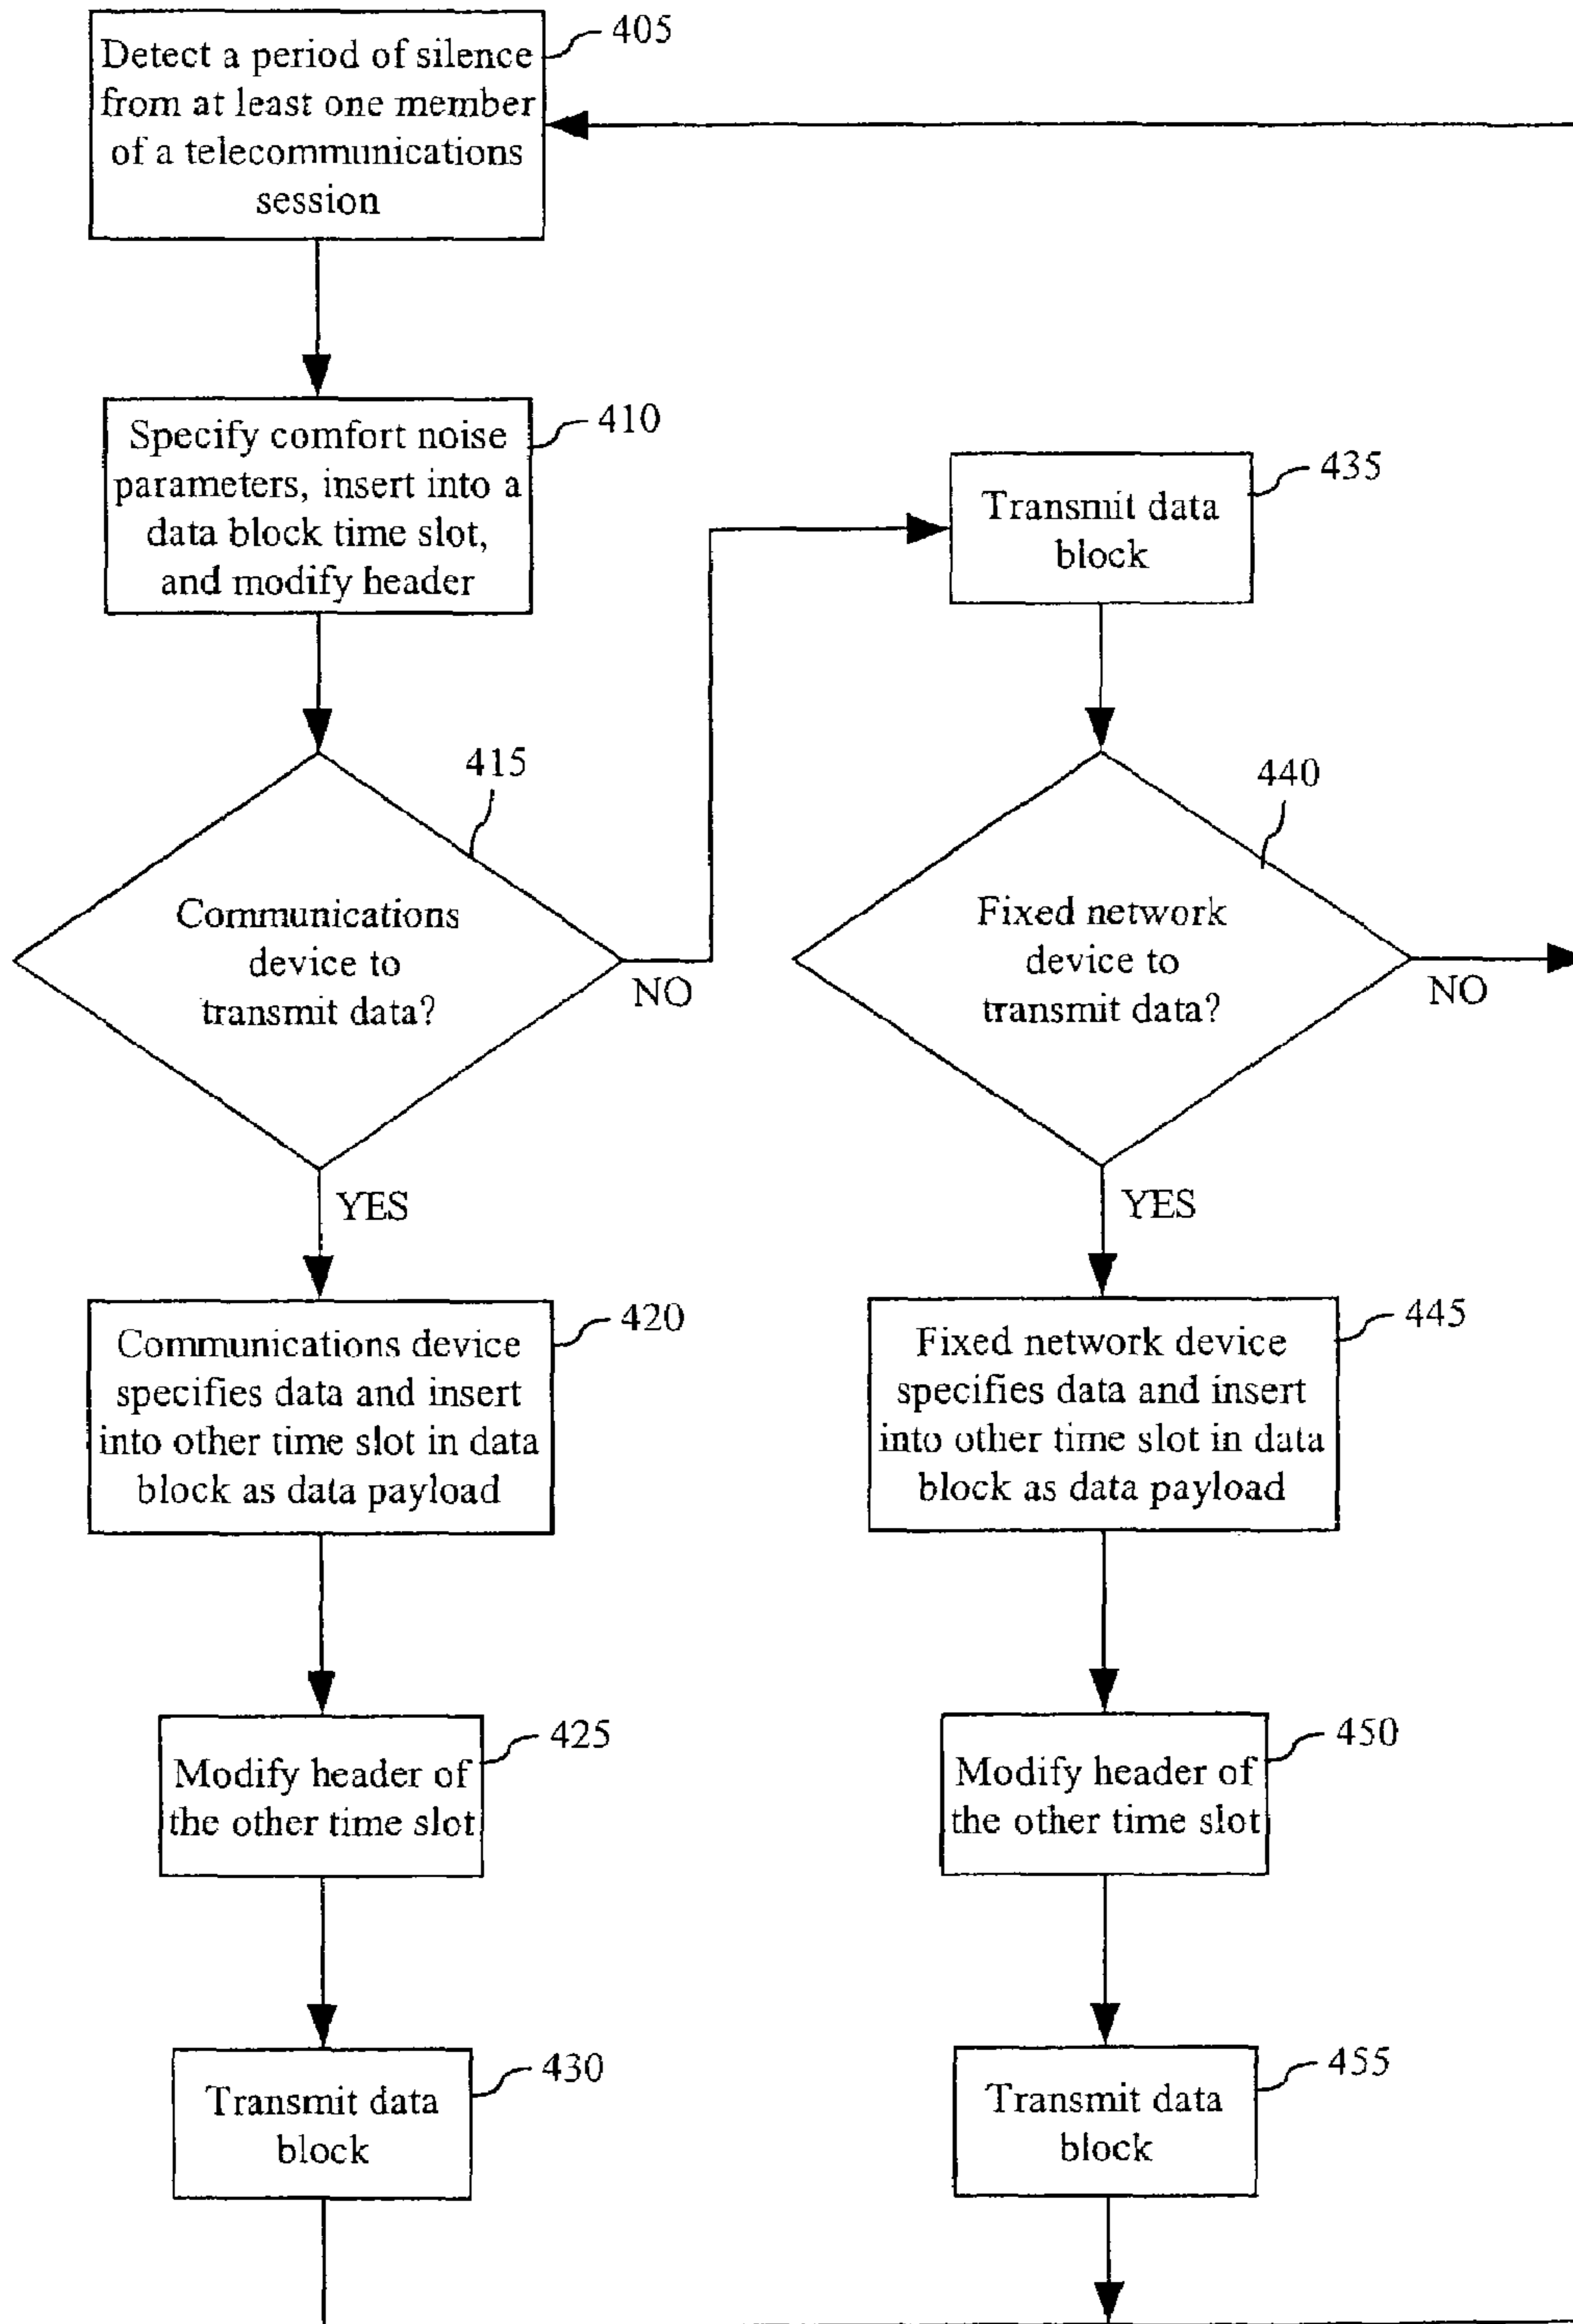 405
Detect a period of silence
from at least one member
of a telecommunications
session
410
Specify comfort noise
parameters, insert into a
data block time slot,
and modify header
435
Transmit data
block
415
Communications
device to
transmit data?
NO
440
Fixed network
device to
transmit data?
NO
YES
YES
420
Communications device
specifies data and insert
into other time slot in data
block as data payload
445
Fixed network device
specifies data and insert
into other time slot in data
block as data payload
425
Modify header of
the other time slot
450
Modify header of
the other time slot
430
Transmit data
block
455
Transmit data
block